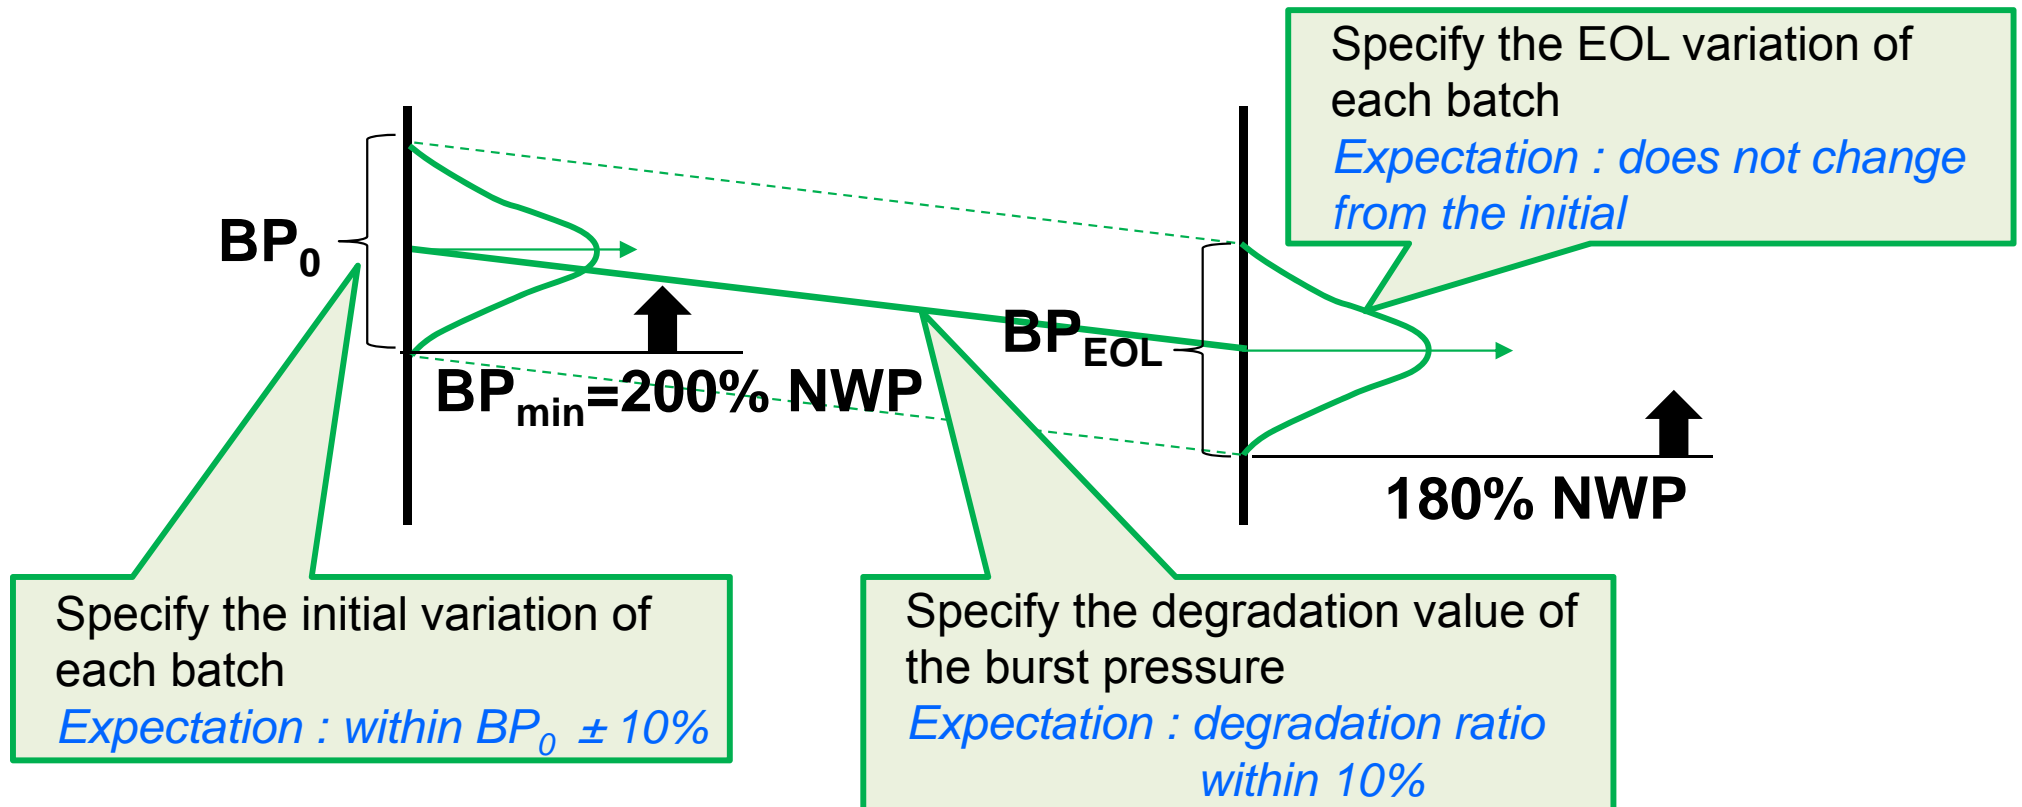 Specify the EOL variation of
each batch
Expectation : does not change
from the initial
BP0
BPEOL
BPmin=200% NWP
180% NWP
Specify the initial variation of
each batch
Expectation : within BP0 ± 10%
Specify the degradation value of
the burst pressure
Expectation : degradation ratio
within 10%